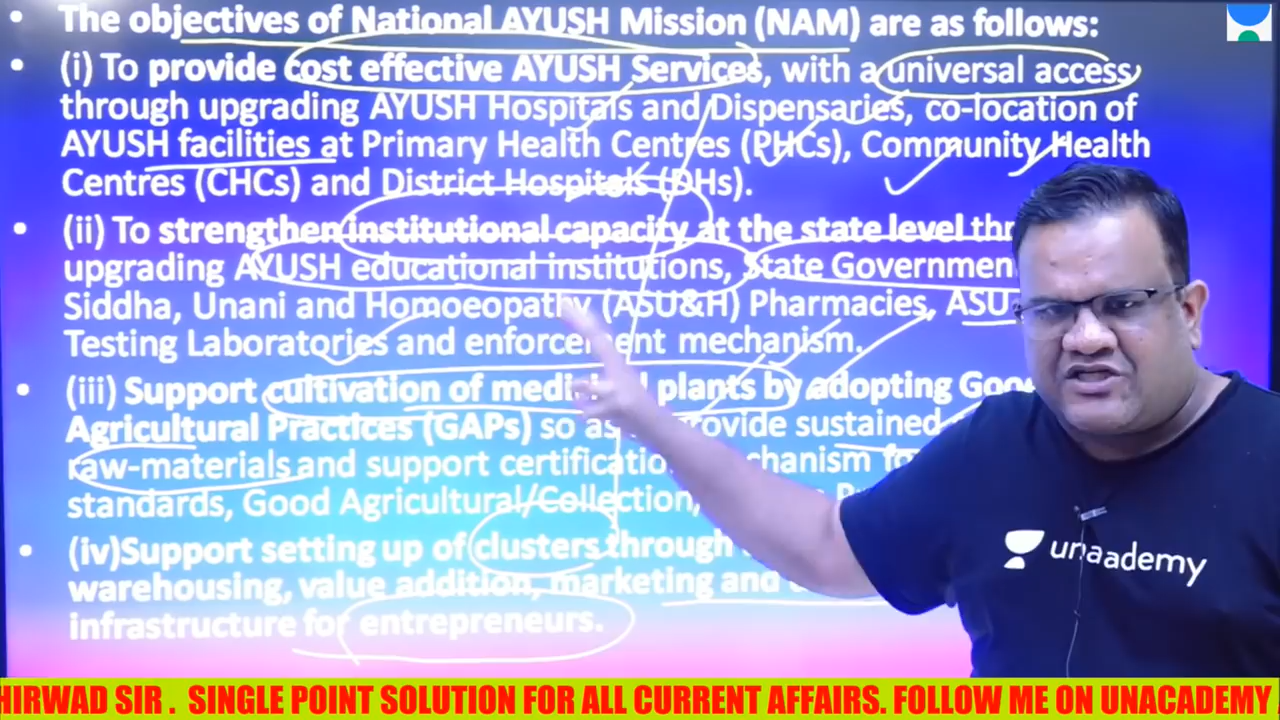 • The objectives of National AYUSH Mission (NAM) are as follows:
• (i) To provide cost effective AYUSH Services, with a universal access
through upgrading AYUSH Hospitals and Dispensaries, co-location of
AYUSH facilities at Primary Health Centres (PHCs), Community Health
Centres (CHCs) and District Hospitals (DHs).
• (ii) To strengthen institutional capacity at the state level thr
upgrading AYUSH educational institutions, State Governmen
Siddha, Unani and Homoeopathy (ASU&H) Pharmacies, ASU
Testing Laboratories and enforcement mechanism.
• (iii) Support cultivation of plants by adopting
Agricultural Practices (GAPs) so as provide sustained
raw-materials and support
standards, Good Agricultural/Collection,
• (iv)Support setting up of clusters through
warehousing, value addition, marketing and
infrastructure for entrepreneurs.
unaademy
HIRWAD SIR . SINGLE POINT SOLUTION FOR ALL CURRENT AFFAIRS. FOLLOW ME ON UNACADEMY